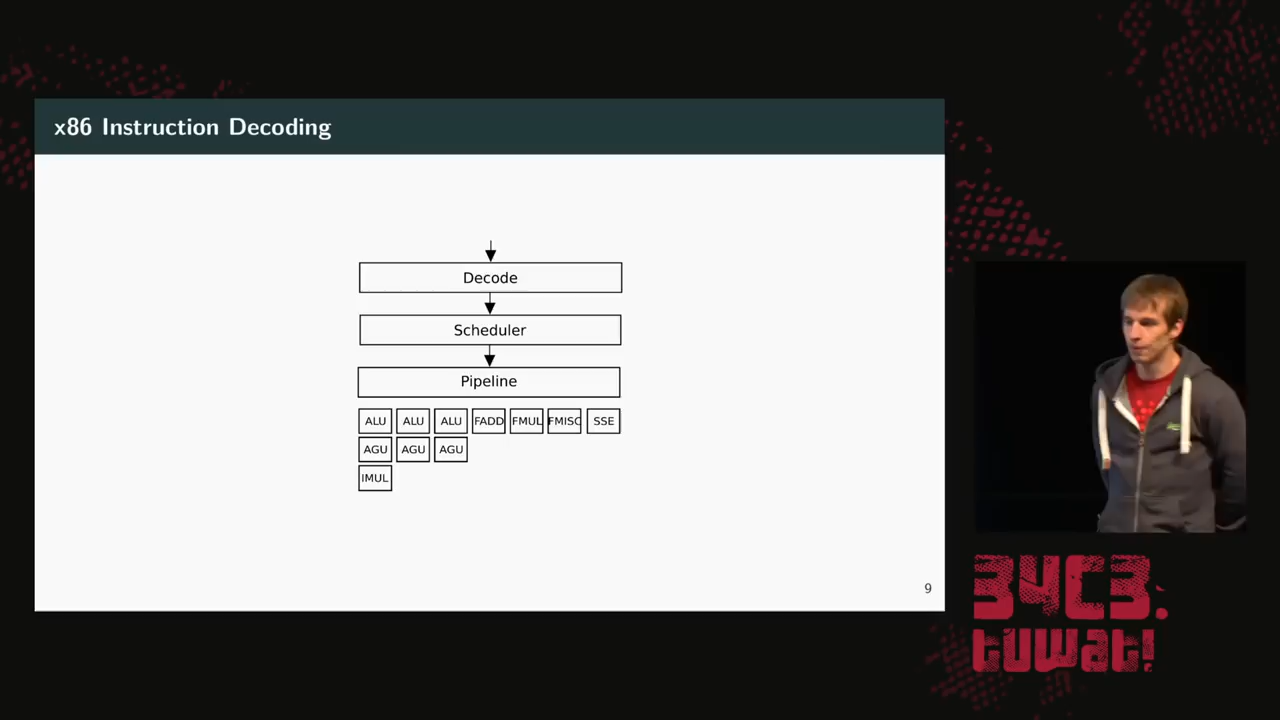 x86 Instruction Decoding
Decode
Scheduler
Pipeline
ALU ALU ALU FADD FMUL FMISC SSE
AGU AGU AGU
IMUL
9
34C3.
tuwat!